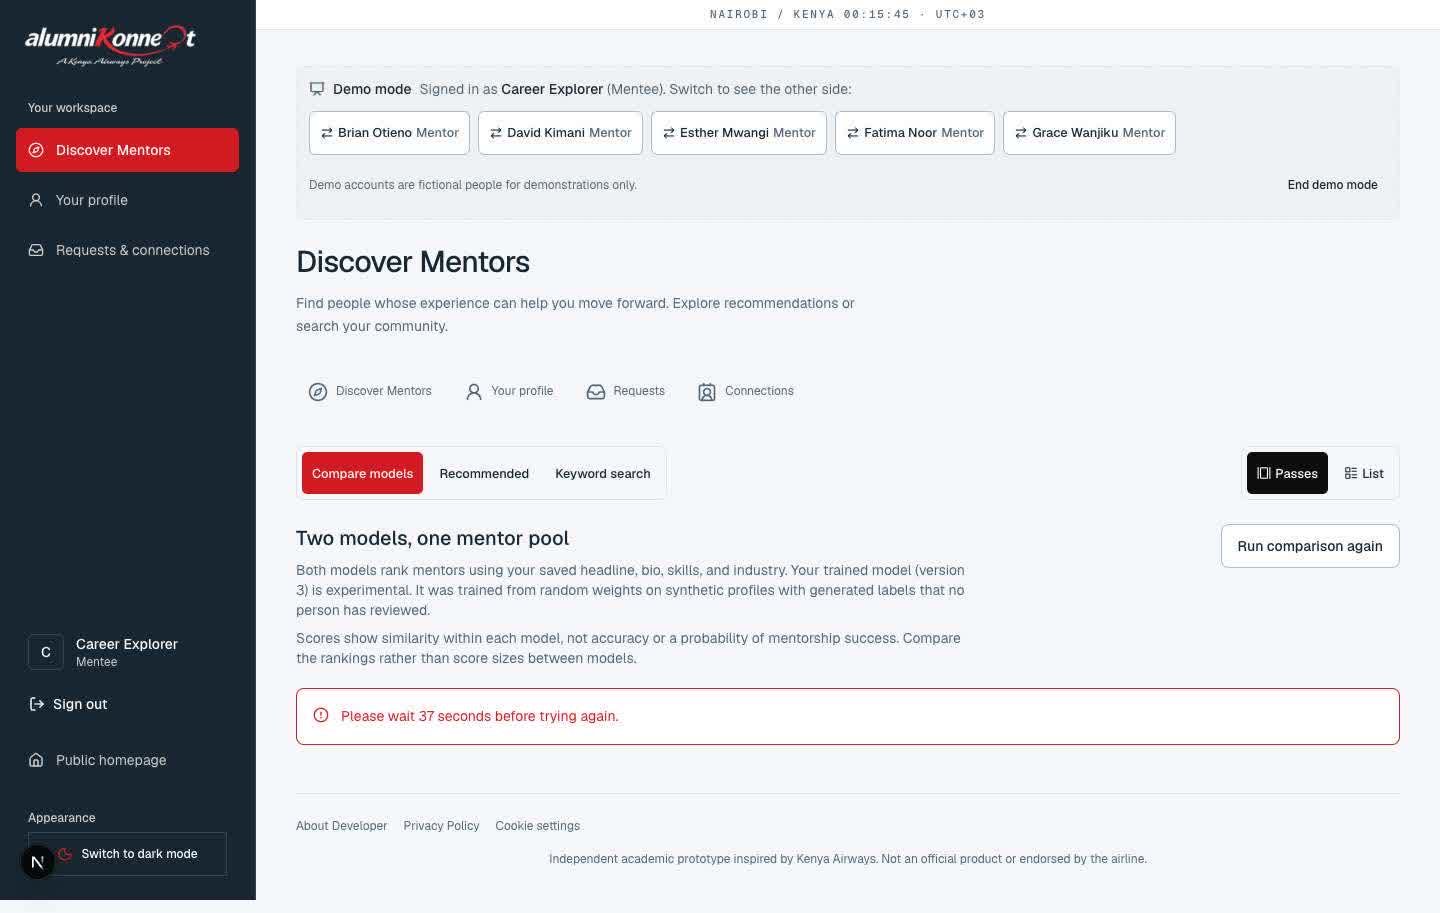 NAIROBI / KENYA 00:15:45 · UTC+03
alumniKonnect
A Kenya Airways Project
Your workspace
Discover Mentors
Your profile
Requests & connections
Career Explorer
C
Mentee
Sign out
Public homepage
Appearance
N
Switch to dark mode
Demo mode Signed in as Career Explorer (Mentee). Switch to see the other side:
Brian Otieno Mentor
David Kimani Mentor
Esther Mwangi Mentor
Fatima Noor Mentor
Grace Wanjiku Mentor
Demo accounts are fictional people for demonstrations only.
End demo mode
Discover Mentors
Find people whose experience can help you move forward. Explore recommendations or
search your community.
Discover Mentors
Your profile
Requests
Connections
Compare models
Recommended
Keyword search
Passes
List
Two models, one mentor pool
Run comparison again
Both models rank mentors using your saved headline, bio, skills, and industry. Your trained model (version
3) is experimental. It was trained from random weights on synthetic profiles with generated labels that no
person has reviewed.
Scores show similarity within each model, not accuracy or a probability of mentorship success. Compare
the rankings rather than score sizes between models.
Please wait 37 seconds before trying again.
About Developer
Privacy Policy
Cookie settings
Independent academic prototype inspired by Kenya Airways. Not an official product or endorsed by the airline.